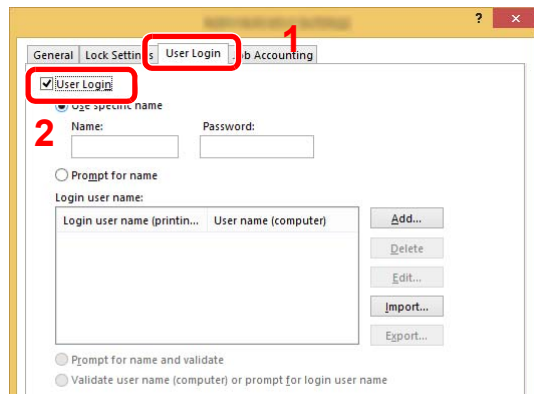 ?
1
General Lock Settings User Login Job Accounting
User Login
2
Use specific name
Name: Password:
Prompt for name
Login user name:
Login user name (printin... User name (computer)
Add...
Delete
Edit...
Import...
Export...
Prompt for name and validate
Validate user name (computer) or prompt for login user name